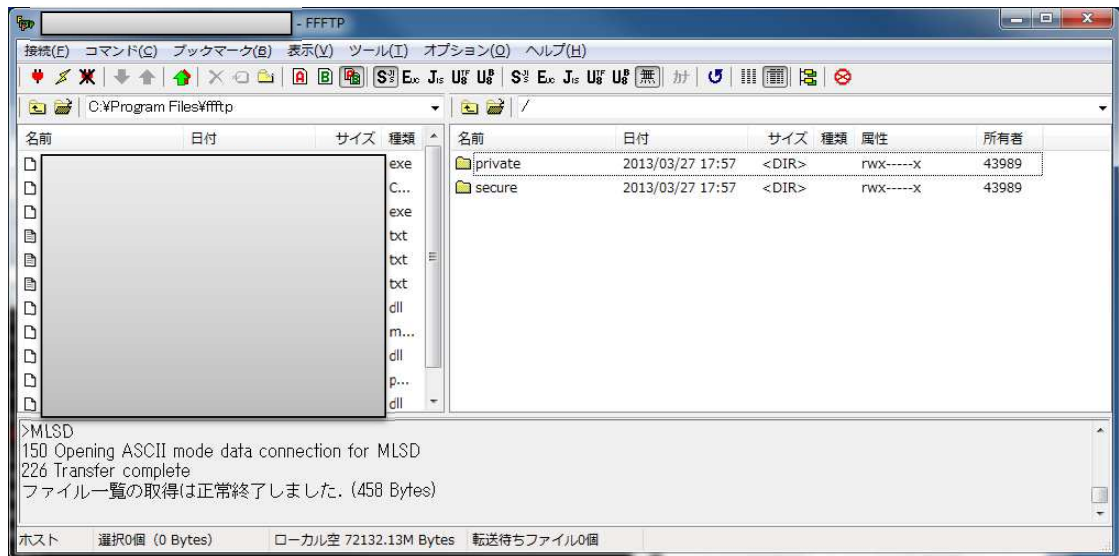 - FFFTP
接続(F) コマンド(C) ブックマーク(B) 表示(V) ツール(T) オプション(O) ヘルプ(H)
A B S E J U U S E J U U 無 カナ
C:¥Program Files¥ffftp /
名前 日付 サイズ 種類 名前 日付 サイズ 種類 属性 所有者
exe private 2013/03/27 17:57 <DIR> rwx-----x 43989
C... secure 2013/03/27 17:57 <DIR> rwx-----x 43989
exe
txt
txt
txt
dll
m...
dll
p...
dll
>MLSD
150 Opening ASCII mode data connection for MLSD
226 Transfer complete
ファイル一覧の取得は正常終了しました. (458 Bytes)
ホスト 選択0個 (0 Bytes) ローカル空 72132.13M Bytes 転送待ちファイル0個